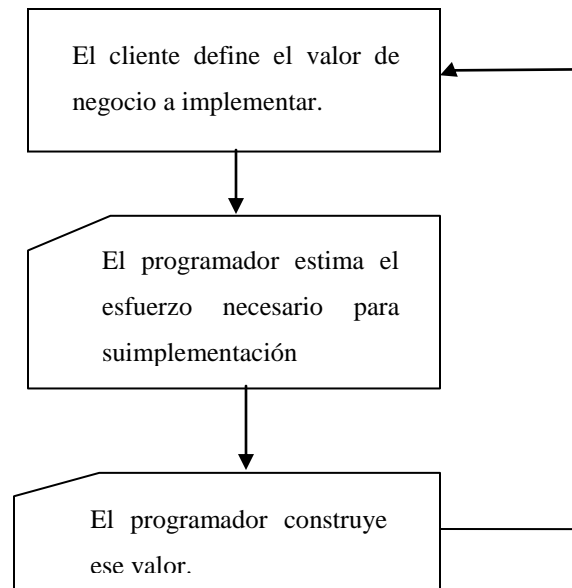 El cliente define el valor de
negocio a implementar.
El programador estima el
esfuerzo necesario para
suimplementación
El programador construye
ese valor.